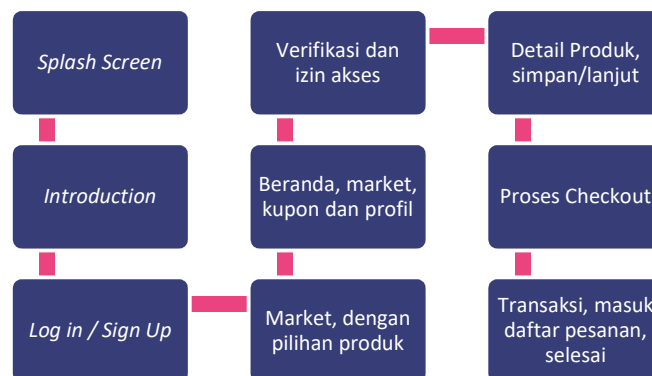 Splash Screen
Introduction
Log in / Sign Up
Market, dengan
pilihan produk
Beranda, market,
kupon dan profil
Verifikasi dan
izin akses
Detail Produk,
simpan/lanjut
Proses Checkout
Transaksi, masuk
daftar pesanan,
selesai